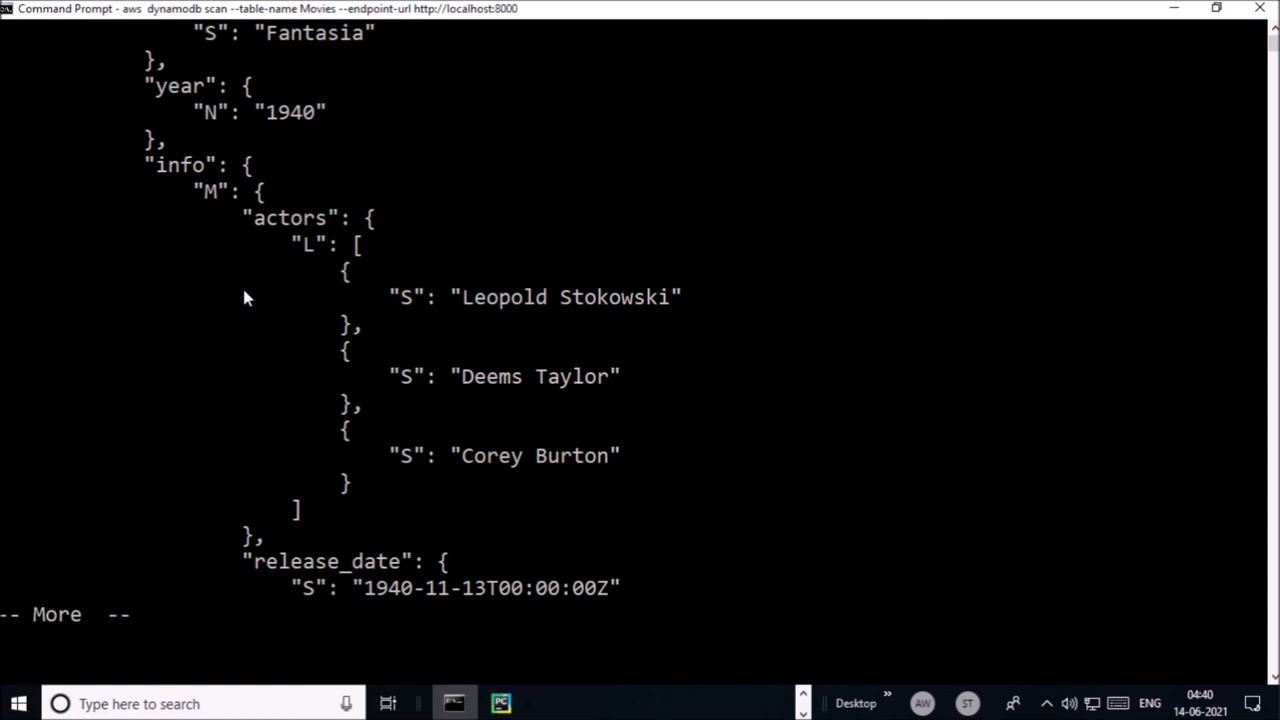 Command Prompt - aws  dynamodb scan --table-name Movies --endpoint-url http://localhost:8000
"S": "Fantasia"
},
"year": {
"N": "1940"
},
"info": {
"M": {
"actors": {
"L": [
{
"S": "Leopold Stokowski"
},
{
"S": "Deems Taylor"
},
{
"S": "Corey Burton"
}
]
},
"release_date": {
"S": "1940-11-13T00:00:00Z"
-- More  --
Type here to search
Desktop
AW
ST
ENG
04:40
14-06-2021